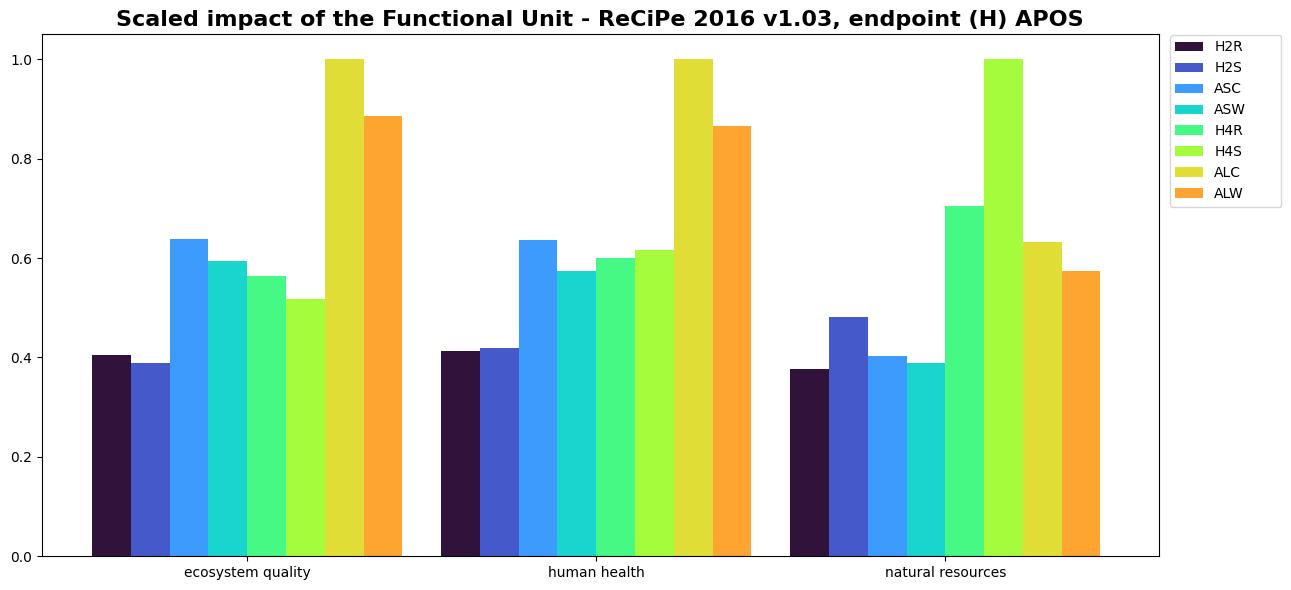 Scaled impact of the Functional Unit - ReCiPe 2016 v1.03, endpoint (H) APOS
1.0
0.8
0.6
0.4
0.2
0.0
ecosystem quality
human health
natural resources
H2R
H2S
ASC
ASW
H4R
H4S
ALC
ALW